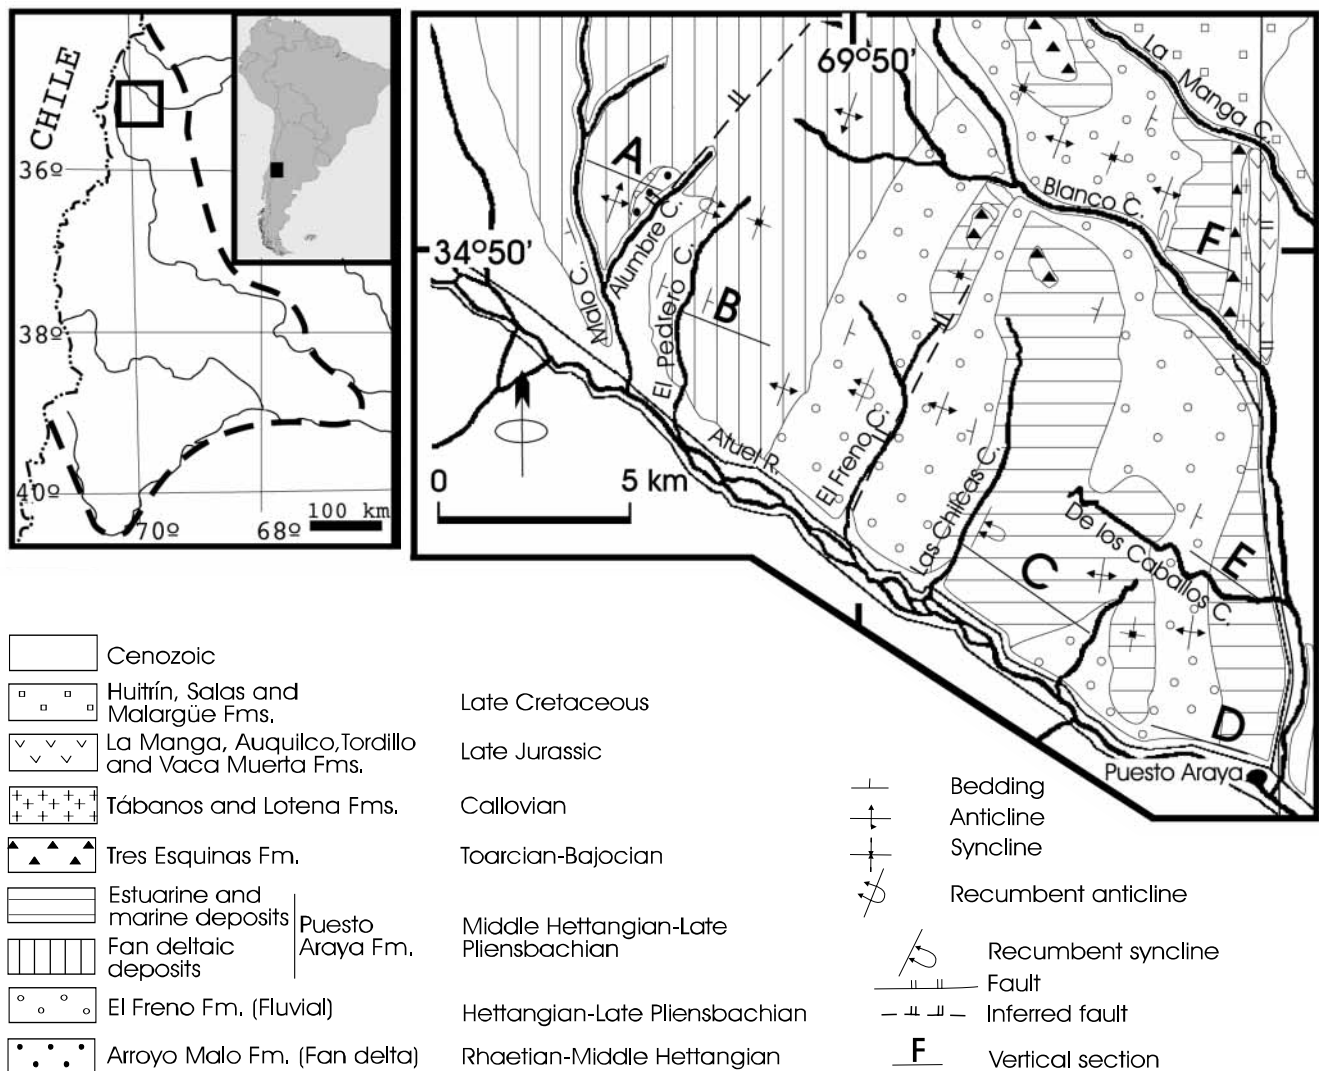 CHILE
36º
38º
40º
70º
68º
100 km
34º50'
69º50'
La Manga C.
Blanco C.
A
B
C
D
E
F
Malo C.
Alumbre C.
El Pedrero C.
Atuel R.
El Freno C.
Las Chilcas C.
De los Caballos C.
Puesto Araya
0
5 km
Cenozoic
Huitrín, Salas and
Malargüe Fms.
Late Cretaceous
La Manga, Auquilco,Tordillo
and Vaca Muerta Fms.
Late Jurassic
Tábanos and Lotena Fms.
Callovian
Tres Esquinas Fm.
Toarcian-Bajocian
Estuarine and
marine deposits
Fan deltaic
deposits
Puesto
Araya Fm.
Middle Hettangian-Late
Pliensbachian
El Freno Fm. (Fluvial)
Hettangian-Late Pliensbachian
Arroyo Malo Fm. (Fan delta)
Rhaetian-Middle Hettangian
Bedding
Anticline
Syncline
Recumbent anticline
Recumbent syncline
Fault
Inferred fault
F
Vertical section